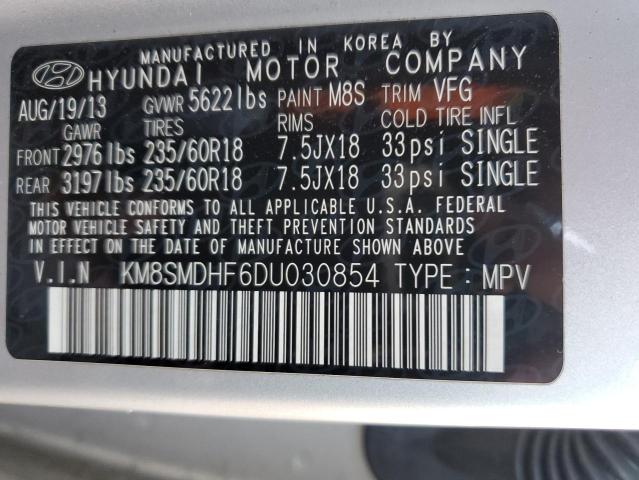 MANUFACTURED IN KOREA BY
HYUNDAI MOTOR COMPANY
AUG/19/13 GVWR 5622lbs PAINT M8S TRIM VFG
GAWR TIRES RIMS COLD TIRE INFL
FRONT 2976lbs 235/60R18 7.5JX18 33psi SINGLE
REAR 3197lbs 235/60R18 7.5JX18 33psi SINGLE
THIS VEHICLE CONFORMS TO ALL APPLICABLE U.S.A. FEDERAL
MOTOR VEHICLE SAFETY AND THEFT PREVENTION STANDARDS
IN EFFECT ON THE DATE OF MANUFACTURE SHOWN ABOVE.
V.I.N KM8SMDHF6DU030854 TYPE : MPV